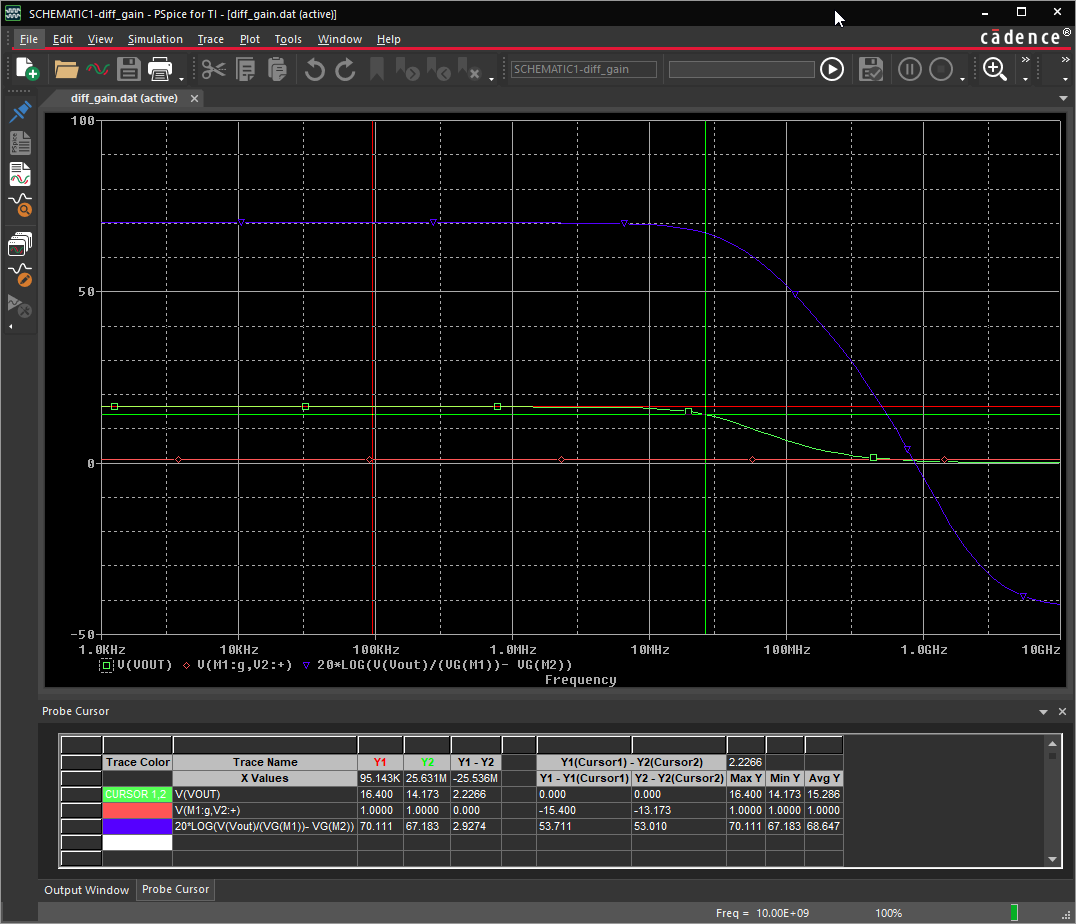 SCHEMATIC1-diff_gain - PSpice for TI - [diff_gain.dat (active)]
File Edit View Simulation Trace Plot Tools Window Help
cādence®
SCHEMATIC1-diff_gain
diff_gain.dat (active)
100
50
0
-50
1.0KHz 10KHz 100KHz 1.0MHz 10MHz 100MHz 1.0GHz 10GHz
V(VOUT) V(M1:g,V2:+) 20*LOG(V(Vout)/(VG(M1))- VG(M2))
Frequency
Probe Cursor
Trace Color Trace Name Y1 Y2 Y1 - Y2 Y1(Cursor1) - Y2(Cursor2) 2.2266
X Values 95.143K 25.631M -25.536M Y1 - Y1(Cursor1) Y2 - Y2(Cursor2) Max Y Min Y Avg Y
CURSOR 1,2 V(VOUT) 16.400 14.173 2.2266 0.000 0.000 16.400 14.173 15.286
V(M1:g,V2:+) 1.0000 1.0000 0.000 -15.400 -13.173 1.0000 1.0000 1.0000
20*LOG(V(Vout)/(VG(M1))- VG(M2)) 70.111 67.183 2.9274 53.711 53.010 70.111 67.183 68.647
Output Window Probe Cursor
Freq = 10.00E+09 100%